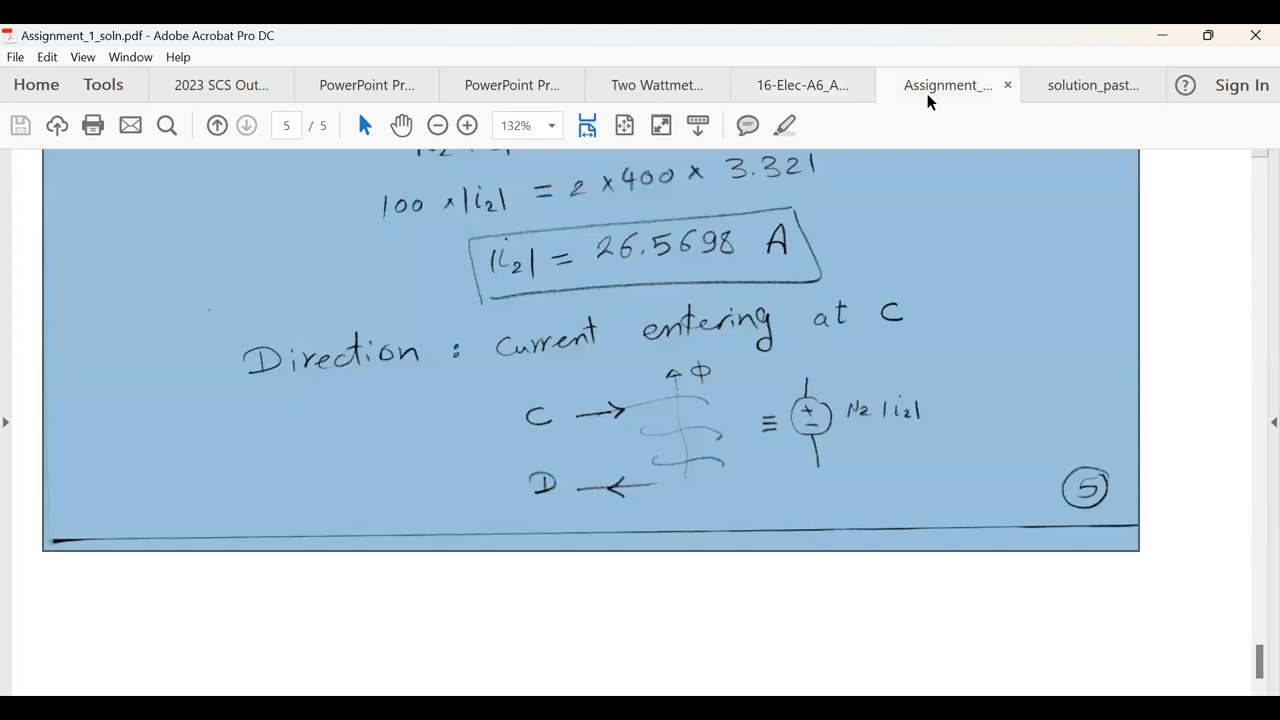 Assignment_1_soln.pdf - Adobe Acrobat Pro DC
File Edit View Window Help
Home Tools 2023 SCS Out... PowerPoint Pr... PowerPoint Pr... Two Wattmet... 16-Elec-A6_A... Assignment_... × solution_past... ? Sign In
5 / 5 132%
100 × |i2| = 2 × 400 × 3.321
|i2| = 26.5698 A
Direction : Current entering at C
ϕ
C → ≡ + − N2 |i2|
D ←
5